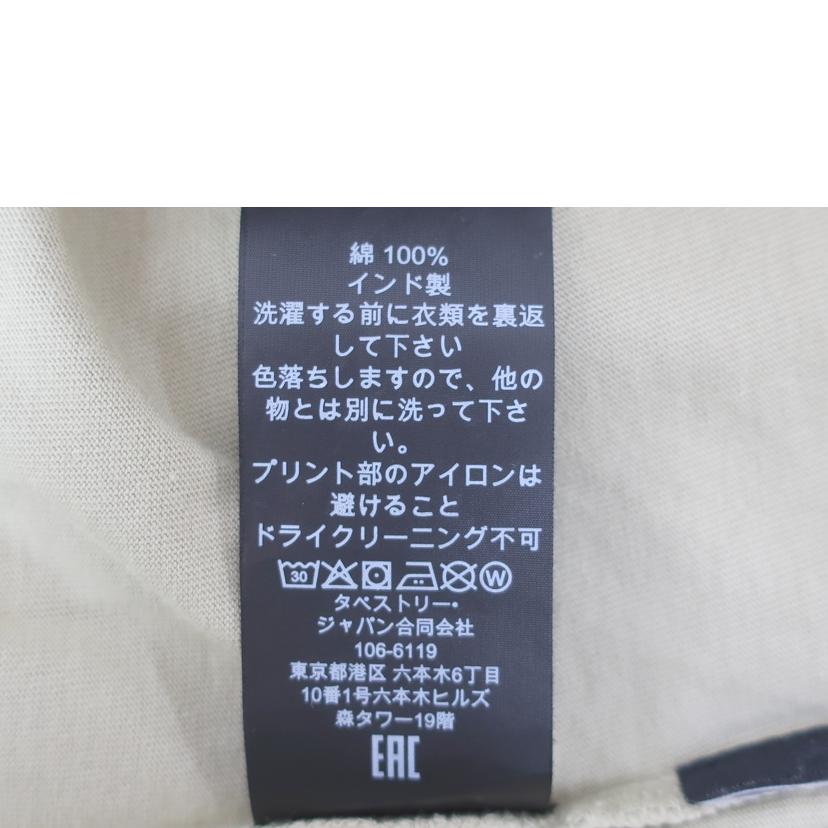 綿 100%
インド製
洗濯する前に衣類を裏返
して下さい
色落ちしますので、他の
物とは別に洗って下さ
い。
プリント部のアイロンは
避けること
ドライクリーニング不可
30 W
タペストリー・
ジャパン合同会社
106-6119
東京都港区 六本木6丁目
10番1号六本木ヒルズ
森タワー19階
EAC